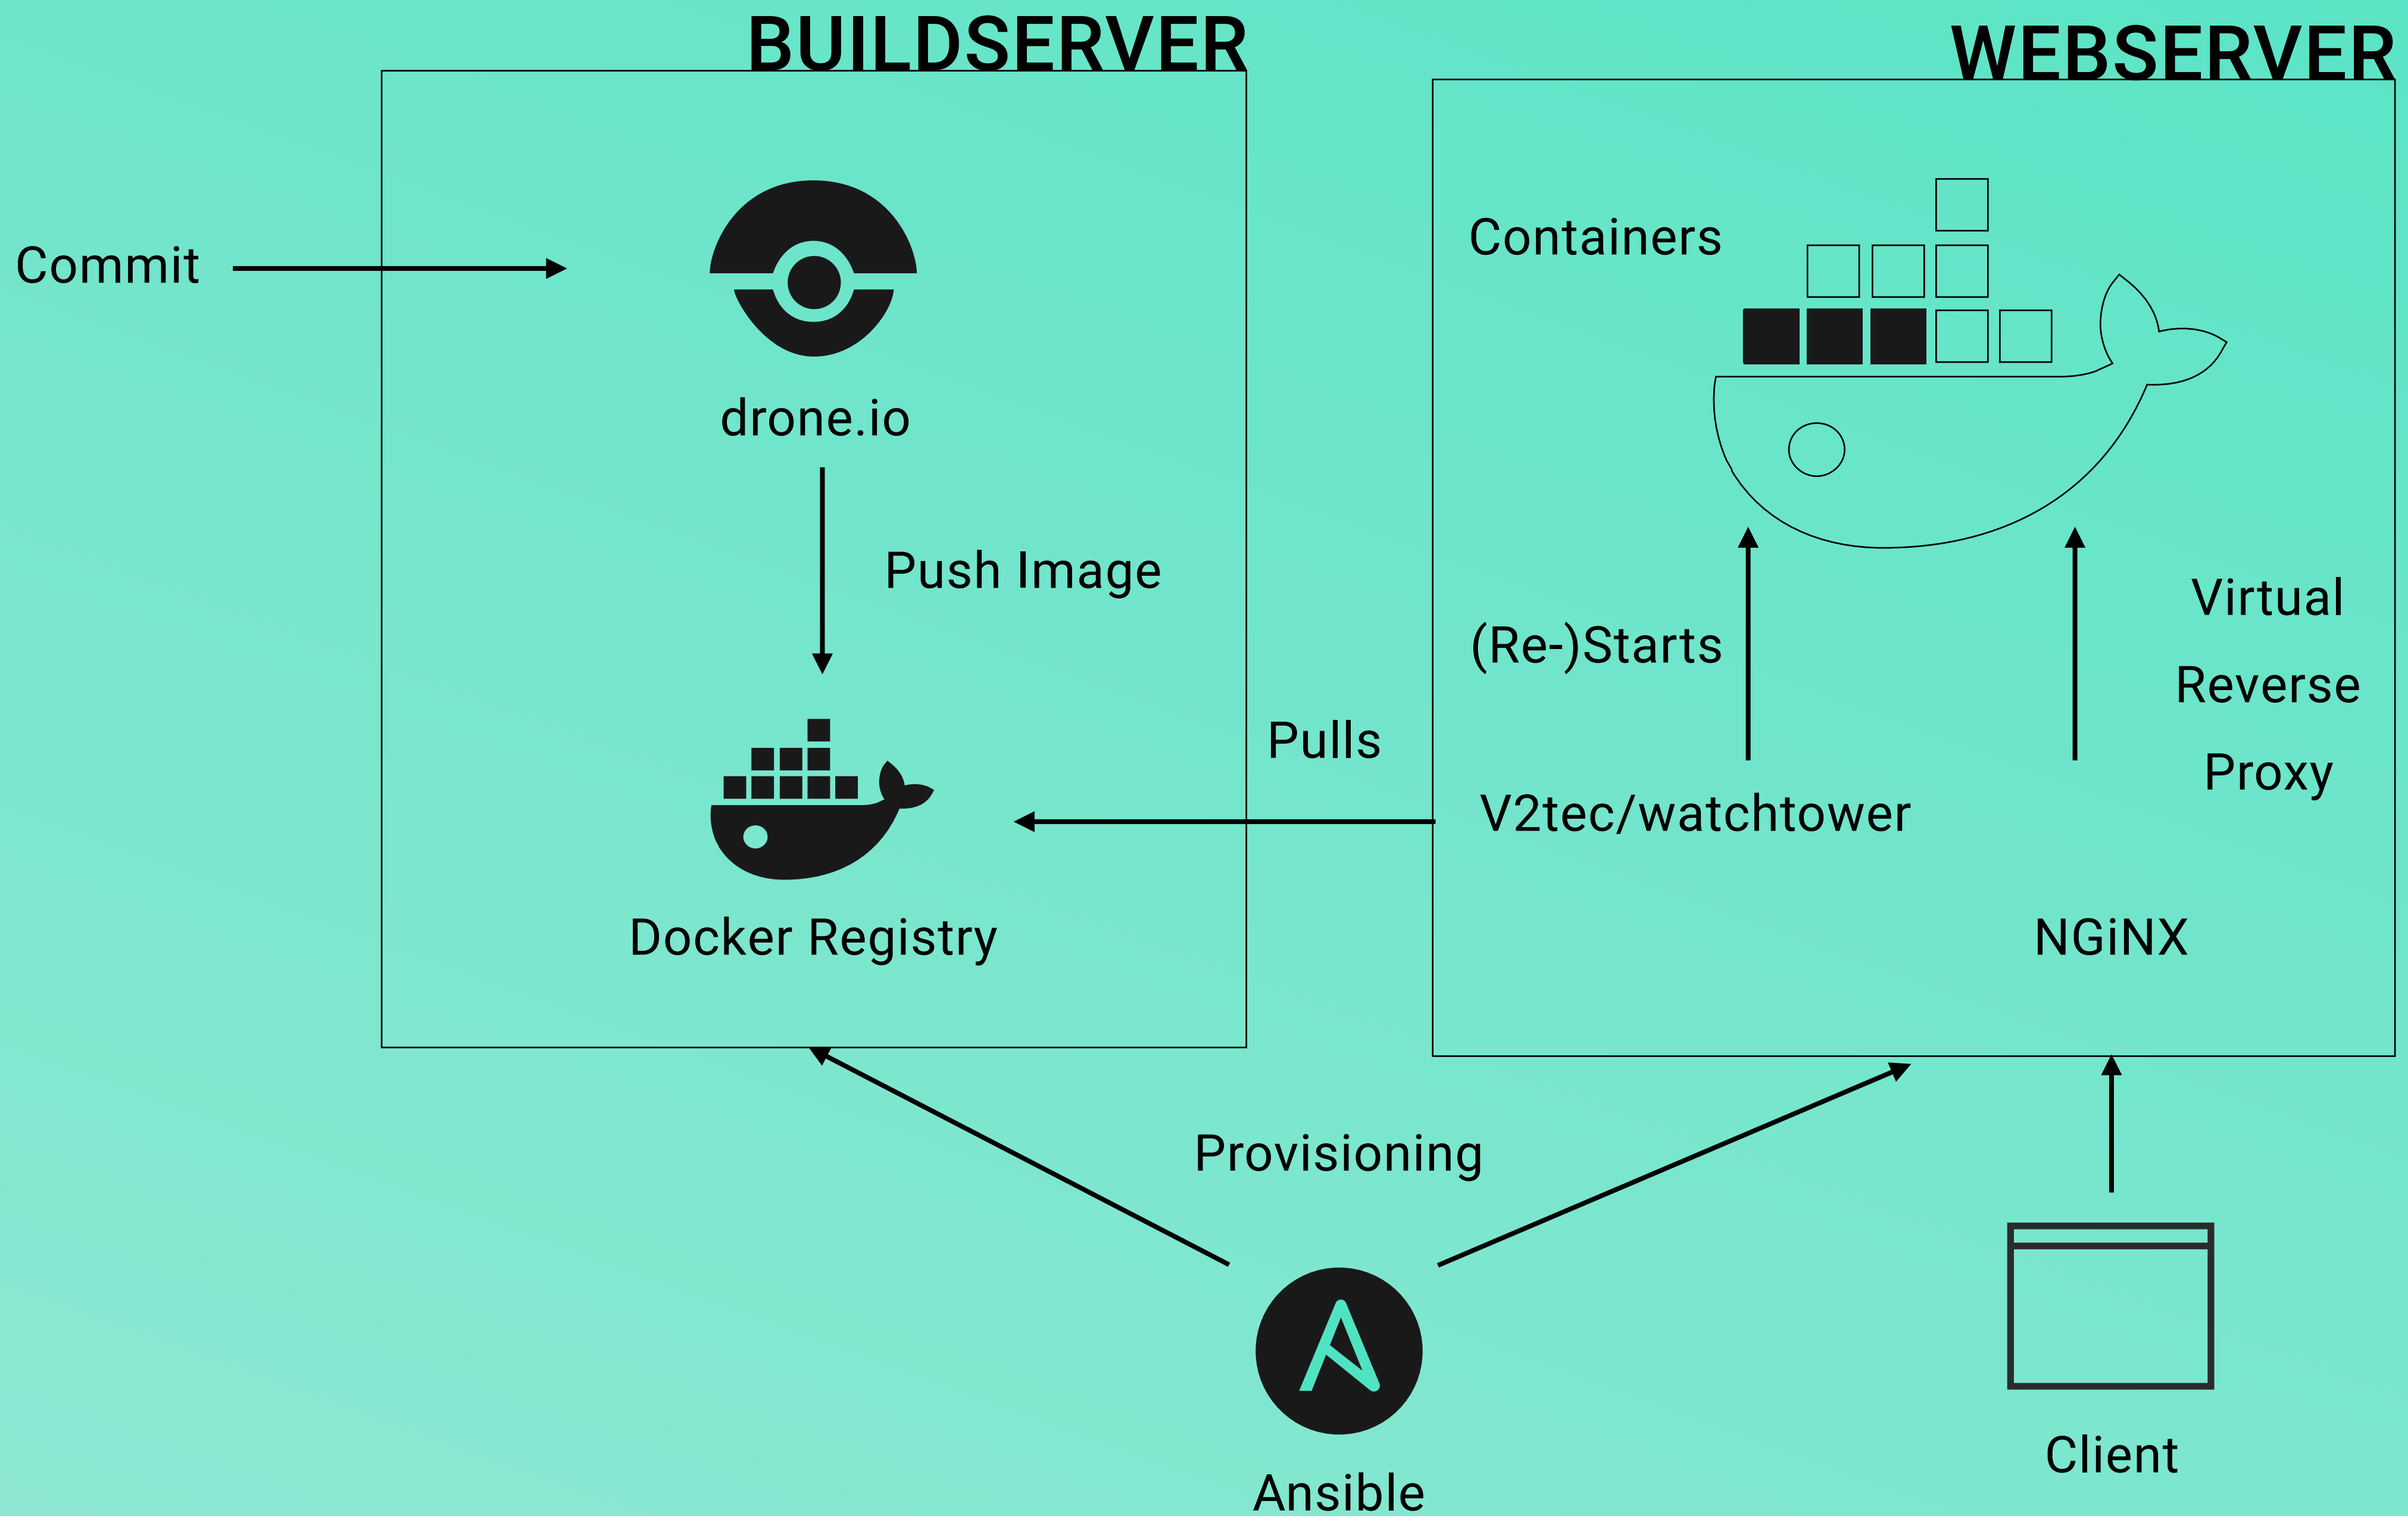 BUILDSERVER
WEBSERVER
Commit
drone.io
Push Image
Docker Registry
Pulls
Containers
(Re-)Starts
V2tec/watchtower
Virtual
Reverse
Proxy
NGiNX
Provisioning
Ansible
Client